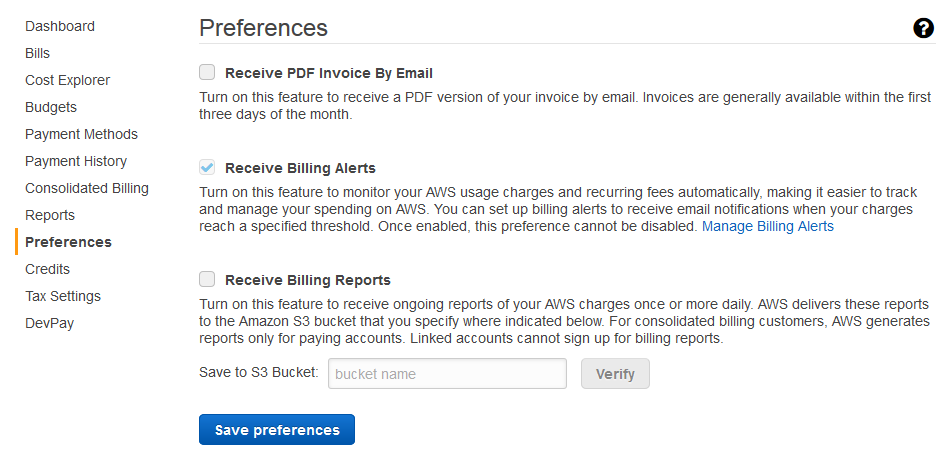 Dashboard
Bills
Cost Explorer
Budgets
Payment Methods
Payment History
Consolidated Billing
Reports
Preferences
Credits
Tax Settings
DevPay
Preferences
?
Receive PDF Invoice By Email
Turn on this feature to receive a PDF version of your invoice by email. Invoices are generally available within the first
three days of the month.
Receive Billing Alerts
Turn on this feature to monitor your AWS usage charges and recurring fees automatically, making it easier to track
and manage your spending on AWS. You can set up billing alerts to receive email notifications when your charges
reach a specified threshold. Once enabled, this preference cannot be disabled. Manage Billing Alerts
Receive Billing Reports
Turn on this feature to receive ongoing reports of your AWS charges once or more daily. AWS delivers these reports
to the Amazon S3 bucket that you specify where indicated below. For consolidated billing customers, AWS generates
reports only for paying accounts. Linked accounts cannot sign up for billing reports.
Save to S3 Bucket: bucket name Verify
Save preferences